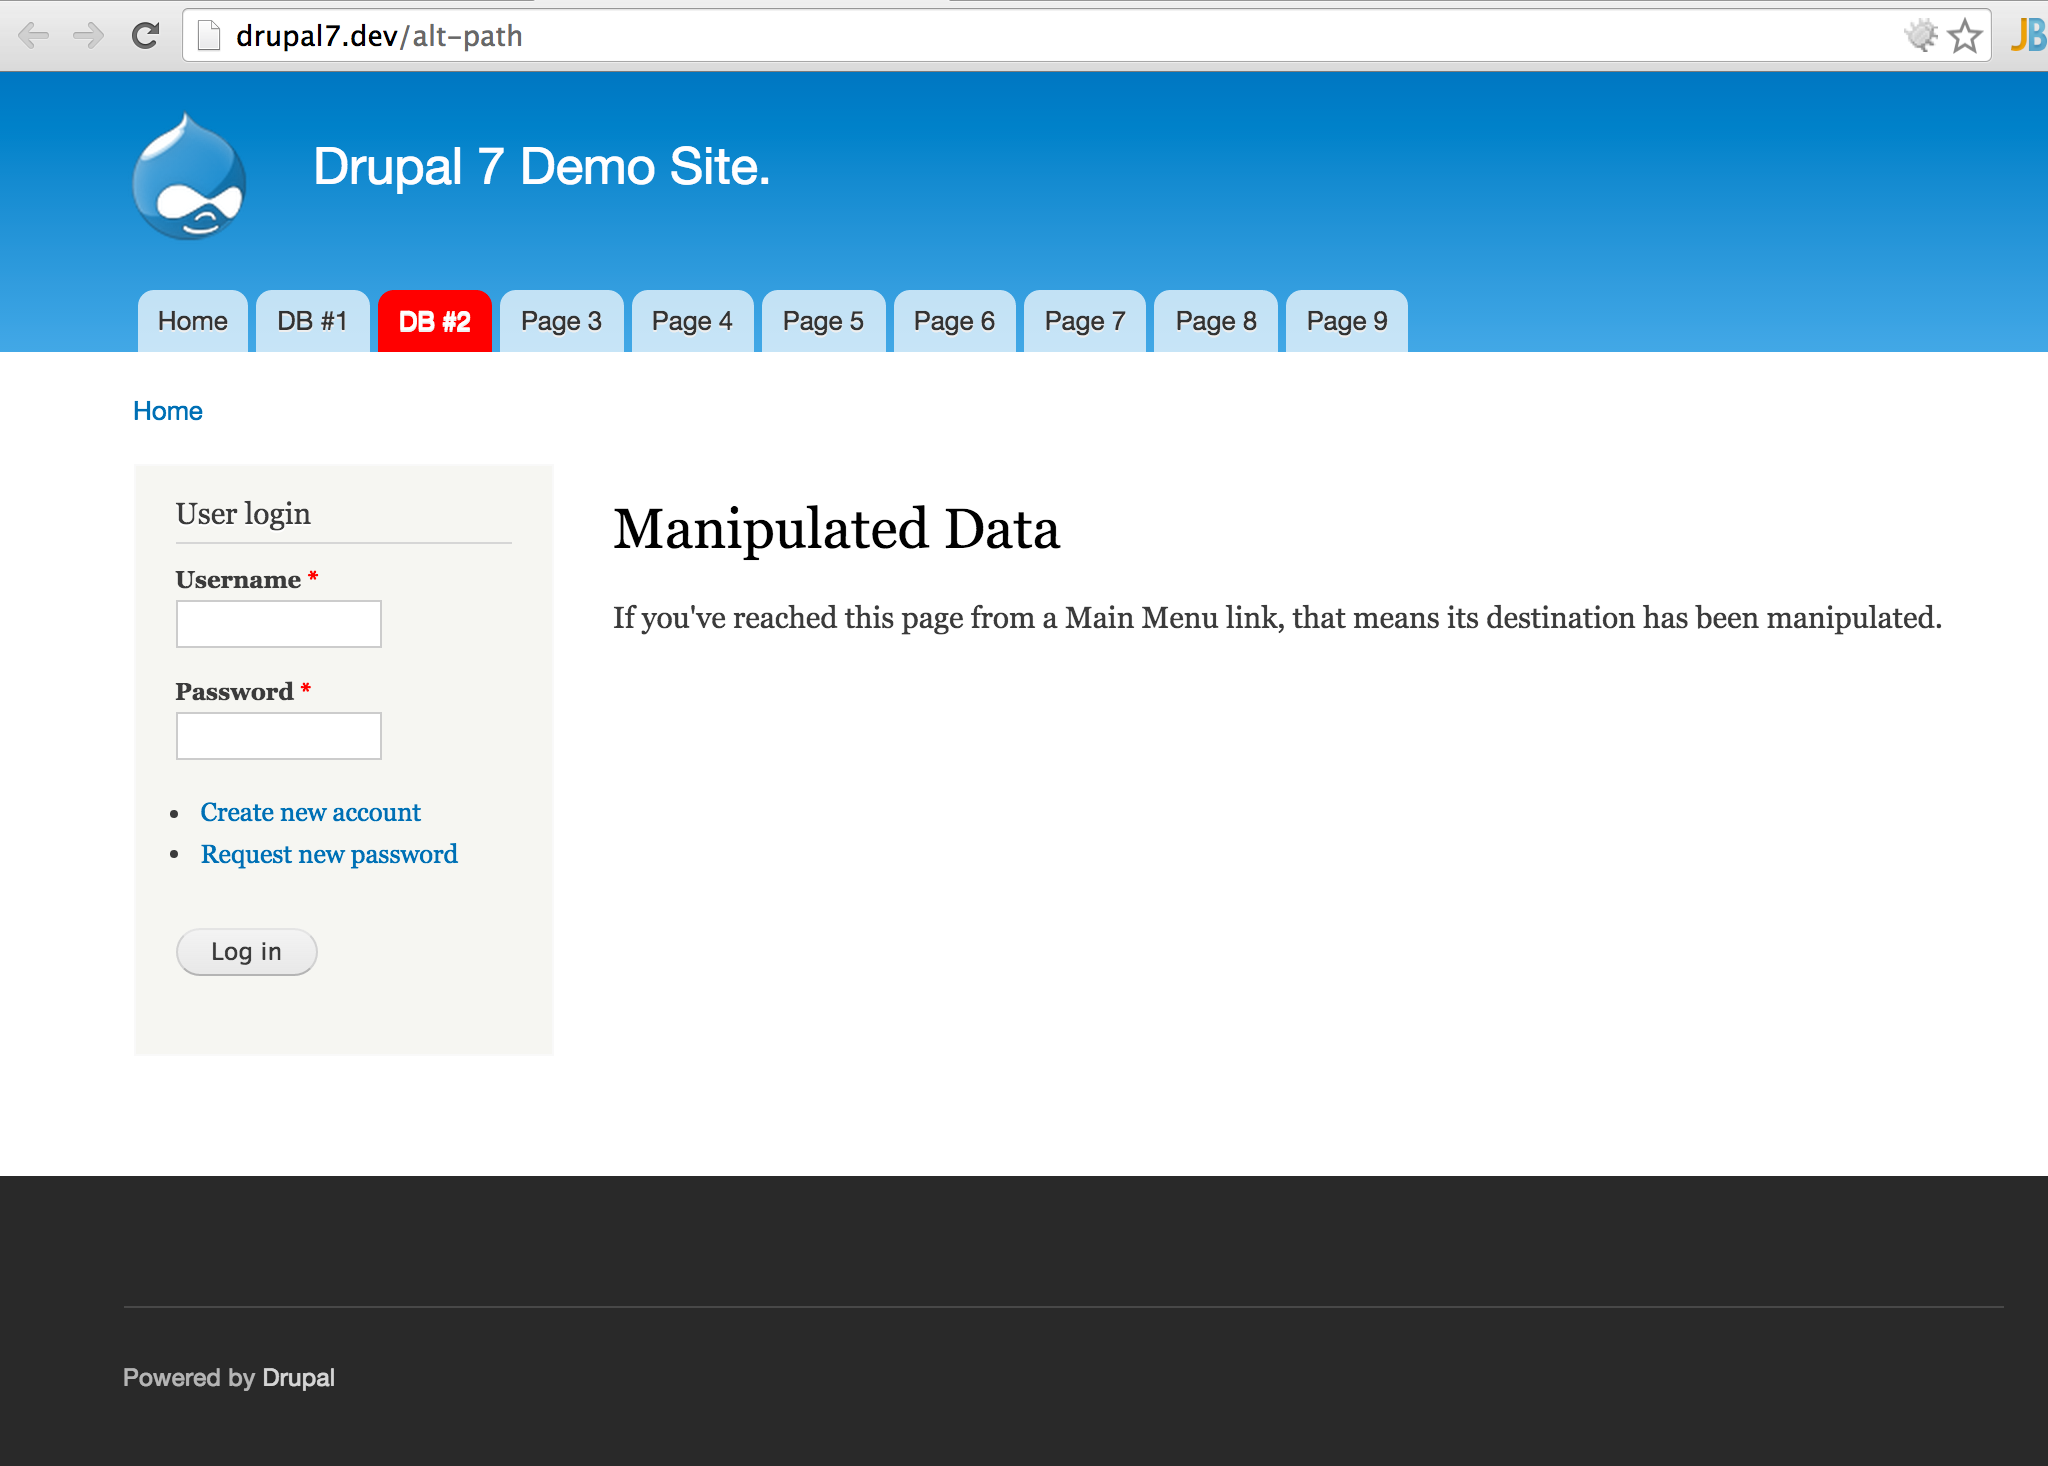 drupal7.dev/alt-path
JB
Drupal 7 Demo Site.
Home DB #1 DB #2 Page 3 Page 4 Page 5 Page 6 Page 7 Page 8 Page 9
Home
User login
Username *
Password *
Create new account
Request new password
Log in
Manipulated Data
If you've reached this page from a Main Menu link, that means its destination has been manipulated.
Powered by Drupal